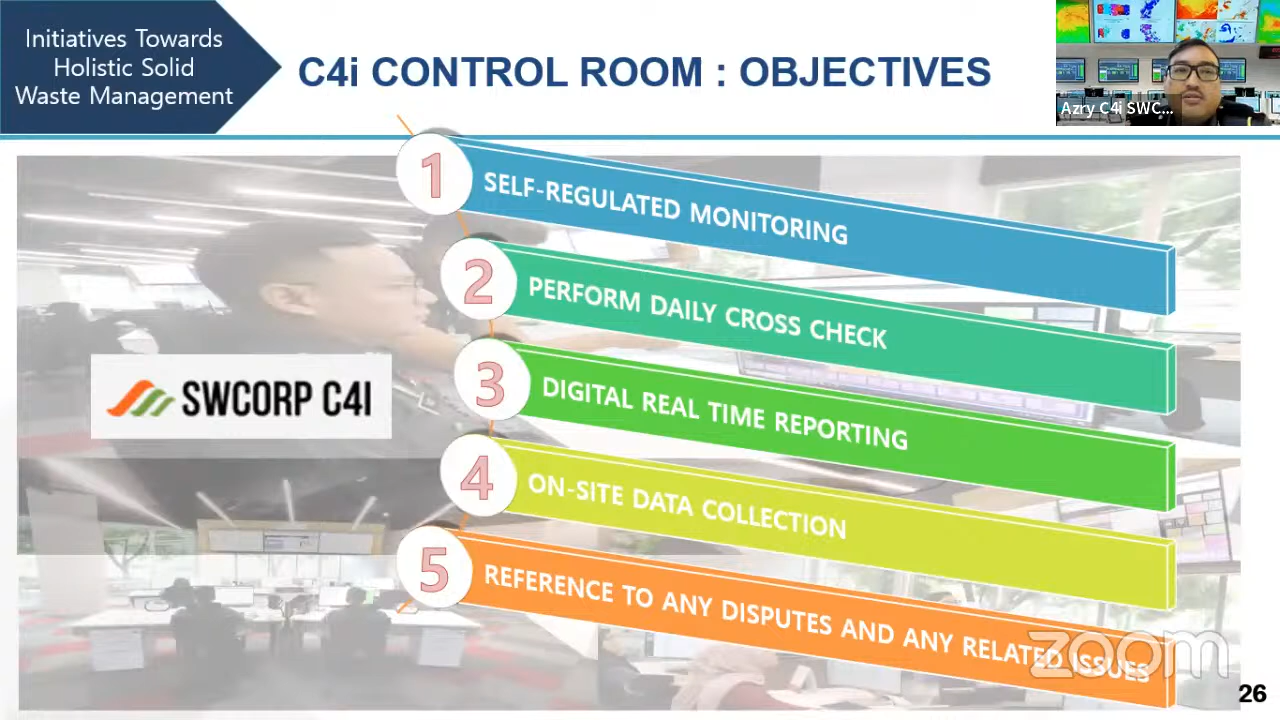 Initiatives Towards
Holistic Solid
Waste Management
C4i CONTROL ROOM : OBJECTIVES
Azry C4i SWC...
1
SELF-REGULATED MONITORING
2
PERFORM DAILY CROSS CHECK
3
DIGITAL REAL TIME REPORTING
SWCORP C4I
4
ON-SITE DATA COLLECTION
5
REFERENCE TO ANY DISPUTES AND ANY RELATED ISSUES
zoom
26